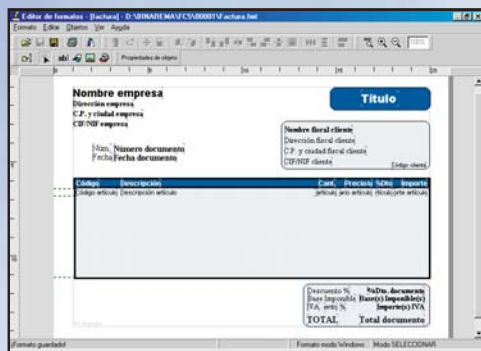 Editor de formatos - [factura] - D:\BINAREMA\FCS\00001\Factura.fmt
Formato Editar Objetos Ver Ayuda
Propiedades de objeto
Nombre empresa
Dirección empresa
C.P. y ciudad empresa
CIF/NIF empresa
Título
Núm. Número documento
Fecha Fecha documento
Nombre fiscal cliente
Dirección fiscal cliente
C.P. y ciudad fiscal cliente
CIF/NIF cliente
Código cliente
Código Descripción Cant. Precio/u %Dto Importe
Código artículo Descripción artículo artículo artículo artículo
Descuento % %Dto. documento
Base Imponible Base(s) Imponible(s)
IVA % Importe(s) IVA
TOTAL Total documento
¡Formato guardado!
Formato modo Windows Modo SELECCIONAR